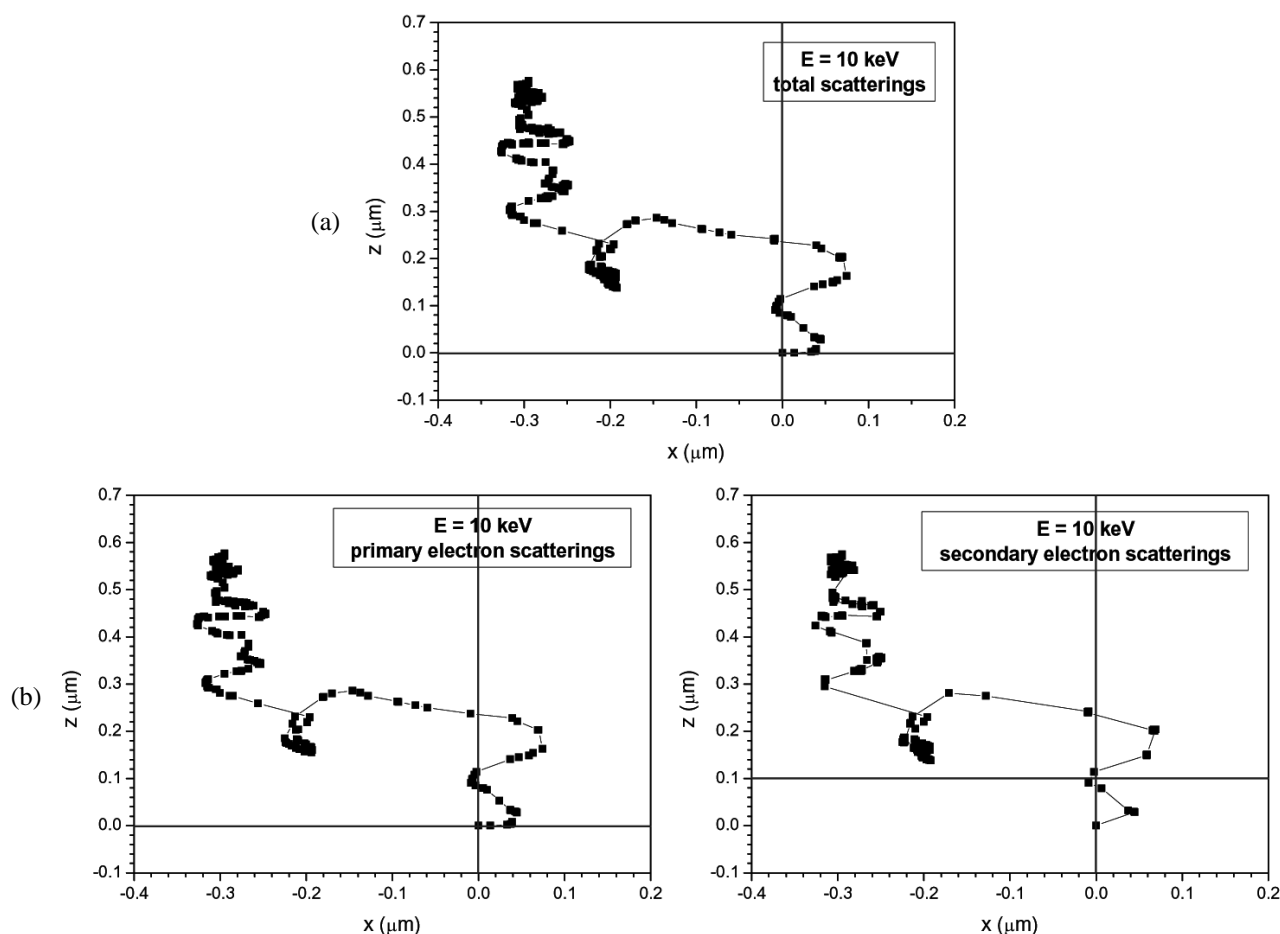 0.7
0.6
0.5
0.4
0.3
0.2
0.1
0.0
-0.1
z (μm)
E = 10 keV
total scatterings
(a)
-0.4 -0.3 -0.2 -0.1 0.0 0.1 0.2
x (μm)
0.7
0.6
0.5
0.4
0.3
0.2
0.1
0.0
-0.1
z (μm)
E = 10 keV
primary electron scatterings
(b)
-0.4 -0.3 -0.2 -0.1 0.0 0.1 0.2
x (μm)
0.7
0.6
0.5
0.4
0.3
0.2
0.1
0.0
-0.1
z (μm)
E = 10 keV
secondary electron scatterings
-0.4 -0.3 -0.2 -0.1 0.0 0.1 0.2
x (μm)